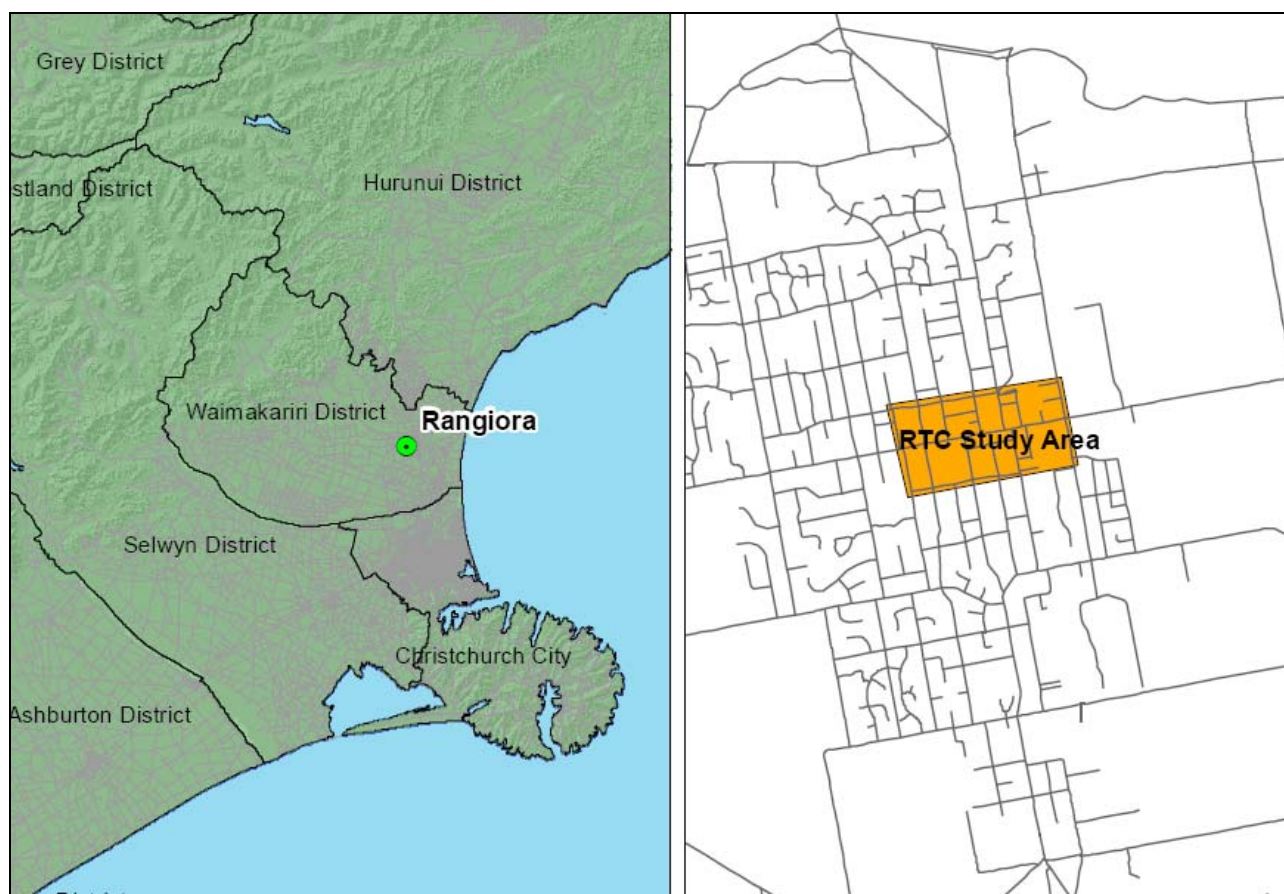 Grey District
stland District
Hurunui District
Waimakariri District
Rangiora
Selwyn District
Christchurch City
Ashburton District
RTC Study Area